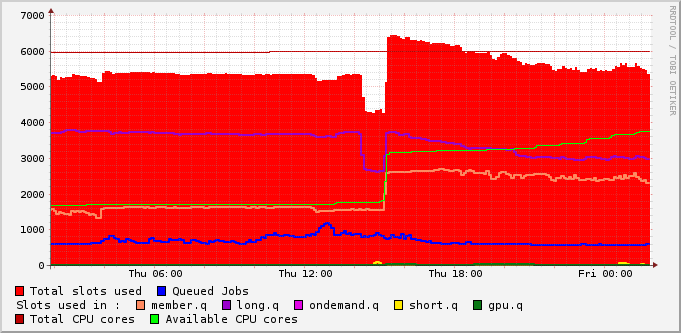 7000
6000
5000
4000
3000
2000
1000
0
Thu 06:00 Thu 12:00 Thu 18:00 Fri 00:00
Total slots used Queued Jobs
Slots used in : member.q long.q ondemand.q short.q gpu.q
Total CPU cores Available CPU cores
RRDTOOL / TOBI OETIKER